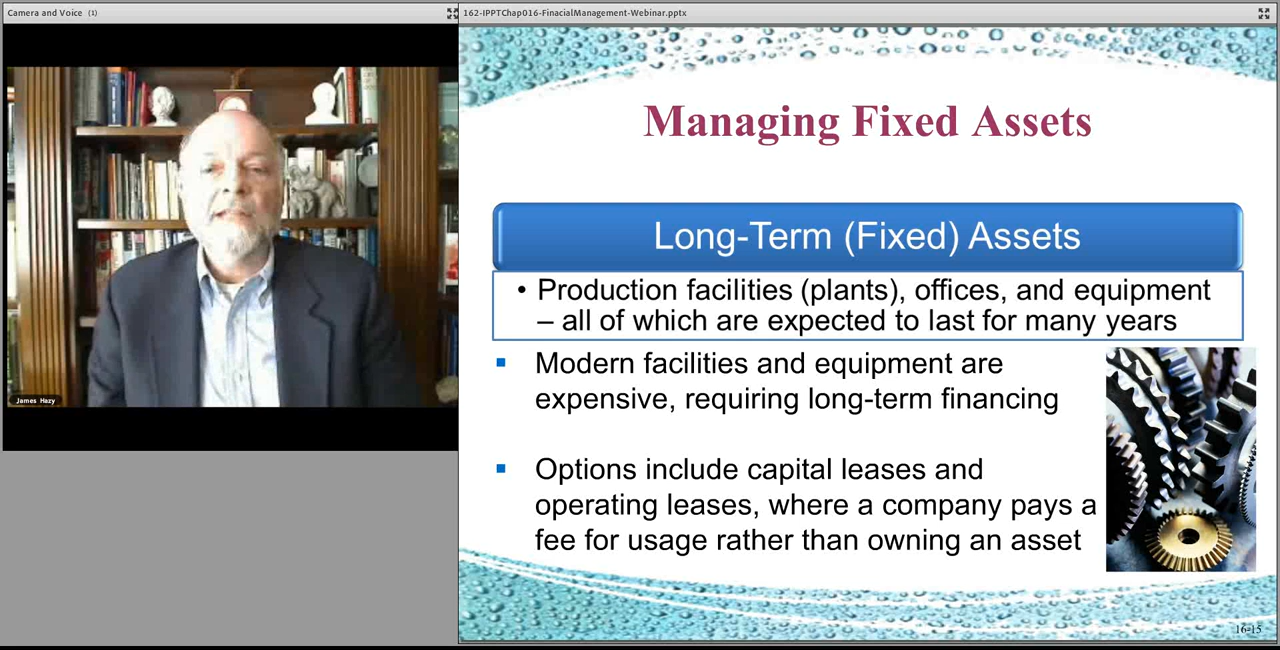 Camera and Voice (1)
162-IPPTChap016-FinacialManagement-Webinar.pptx
James Hazy
Managing Fixed Assets
Long-Term (Fixed) Assets
• Production facilities (plants), offices, and equipment
– all of which are expected to last for many years
Modern facilities and equipment are
expensive, requiring long-term financing
Options include capital leases and
operating leases, where a company pays a
fee for usage rather than owning an asset
16-15